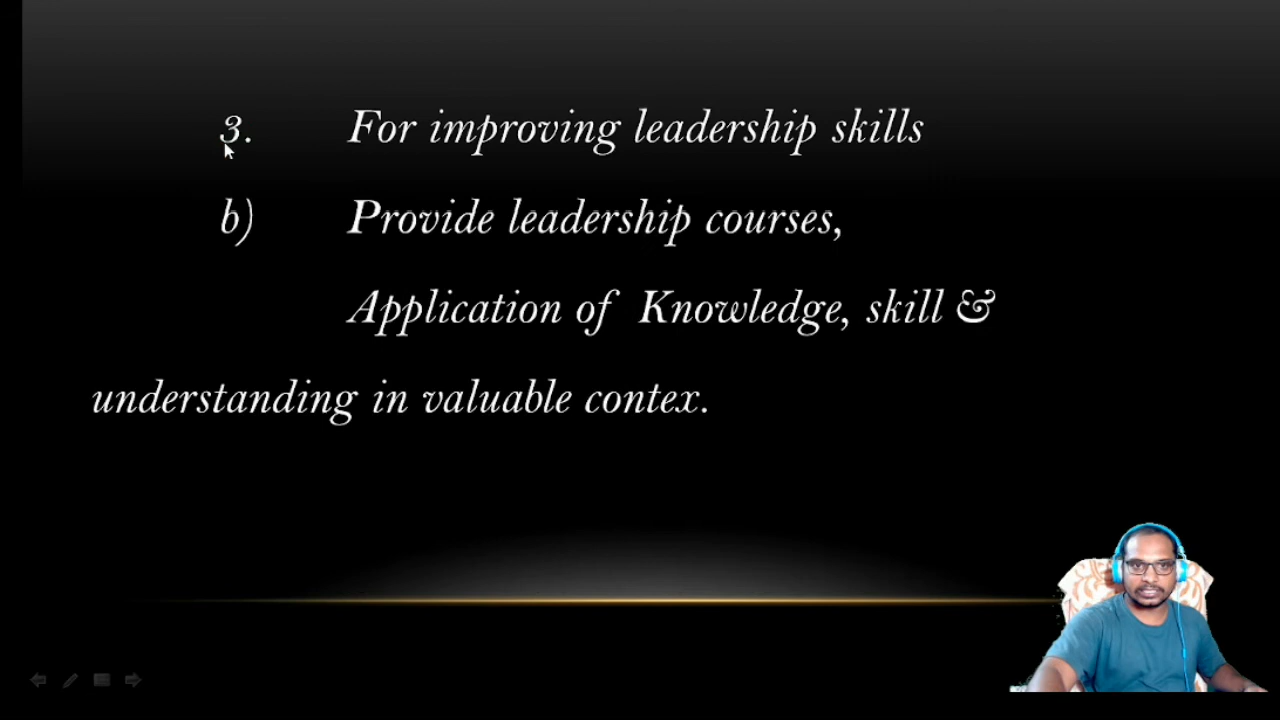 3. For improving leadership skills
b) Provide leadership courses,
Application of Knowledge, skill &
understanding in valuable contex.